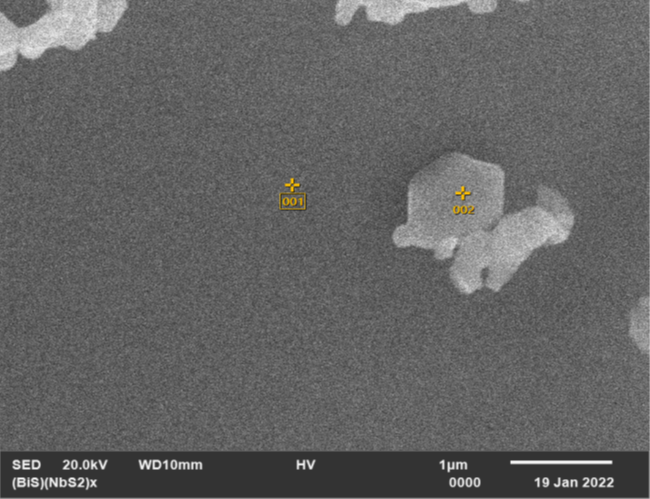 001
002
SED 20.0kV WD10mm HV 1µm
(BiS)(NbS2)x 0000 19 Jan 2022